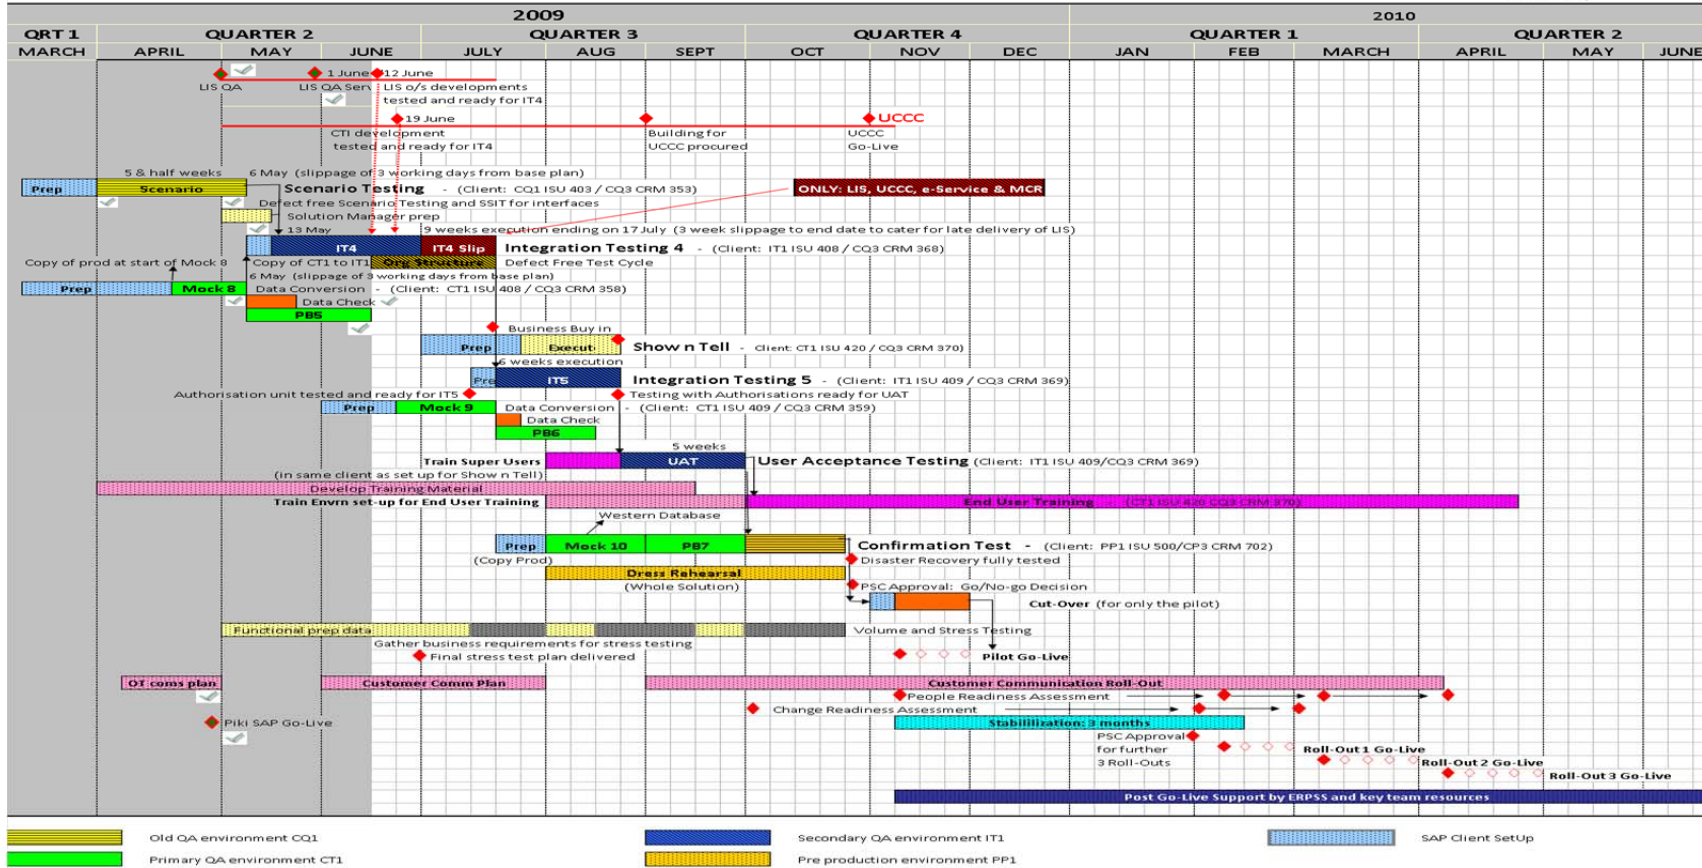 2009 2010
QRT 1 QUARTER 2 QUARTER 3 QUARTER 4 QUARTER 1 QUARTER 2
MARCH APRIL MAY JUNE JULY AUG SEPT OCT NOV DEC JAN FEB MARCH APRIL MAY JUNE
1 June 12 June
LIS QA LIS QA Serv LIS o/s developments
tested and ready for IT4
19 June UCCC
CTI development Building for UCCC
tested and ready for IT4 UCCC procured Go-Live
5 & half weeks 6 May (slippage of 3 working days from base plan)
Prep Scenario Scenario Testing - (Client: CQ1 ISU 403 / CQ3 CRM 353) ONLY: LIS, UCCC, e-Service & MCR
Defect free Scenario Testing and SSIT for interfaces
Solution Manager prep
13 May 9 weeks execution ending on 17 July (3 week slippage to end date to cater for late delivery of LIS)
IT4 IT4 Slip Integration Testing 4 - (Client: IT1 ISU 408 / CQ3 CRM 368)
Copy of prod at start of Mock 8 Copy of CT1 to IT1 Org Structure Defect Free Test Cycle
6 May (slippage of 3 working days from base plan)
Prep Mock 8 Data Conversion - (Client: CT1 ISU 408 / CQ3 CRM 358)
Data Check
PB5
Business Buy in
Prep Execut Show n Tell - Client: CT1 ISU 420 / CQ3 CRM 370)
6 weeks execution
Pre IT5 Integration Testing 5 - (Client: IT1 ISU 409 / CQ3 CRM 369)
Authorisation unit tested and ready for IT5 Testing with Authorisations ready for UAT
Prep Mock 9 Data Conversion - (Client: CT1 ISU 409 / CQ3 CRM 359)
Data Check
PB6
5 weeks
Train Super Users UAT User Acceptance Testing (Client: IT1 ISU 409/CQ3 CRM 369)
(in same client as set up for Show n Tell)
Develop Training Material
Train Envrn set-up for End User Training End User Training - (CT1 ISU 420 CQ3 CRM 370)
Western Database
Prep Mock 10 PB7 Confirmation Test - (Client: PP1 ISU 500/CP3 CRM 702)
(Copy Prod) Disaster Recovery fully tested
Dress Rehearsal
(Whole Solution) PSC Approval: Go/No-go Decision
Cut-Over (for only the pilot)
Functional prep data Volume and Stress Testing
Gather business requirements for stress testing
Final stress test plan delivered Pilot Go-Live
OT coms plan Customer Comm Plan Customer Communication Roll-Out
People Readiness Assessment
Change Readiness Assessment
Piki SAP Go-Live Stabililization: 3 months
PSC Approval
for further Roll-Out 1 Go-Live
3 Roll-Outs Roll-Out 2 Go-Live
Roll-Out 3 Go-Live
Post Go-Live Support by ERPSS and key team resources
Old QA environment CQ1 Secondary QA environment IT1 SAP Client SetUp
Primary QA environment CT1 Pre production environment PP1